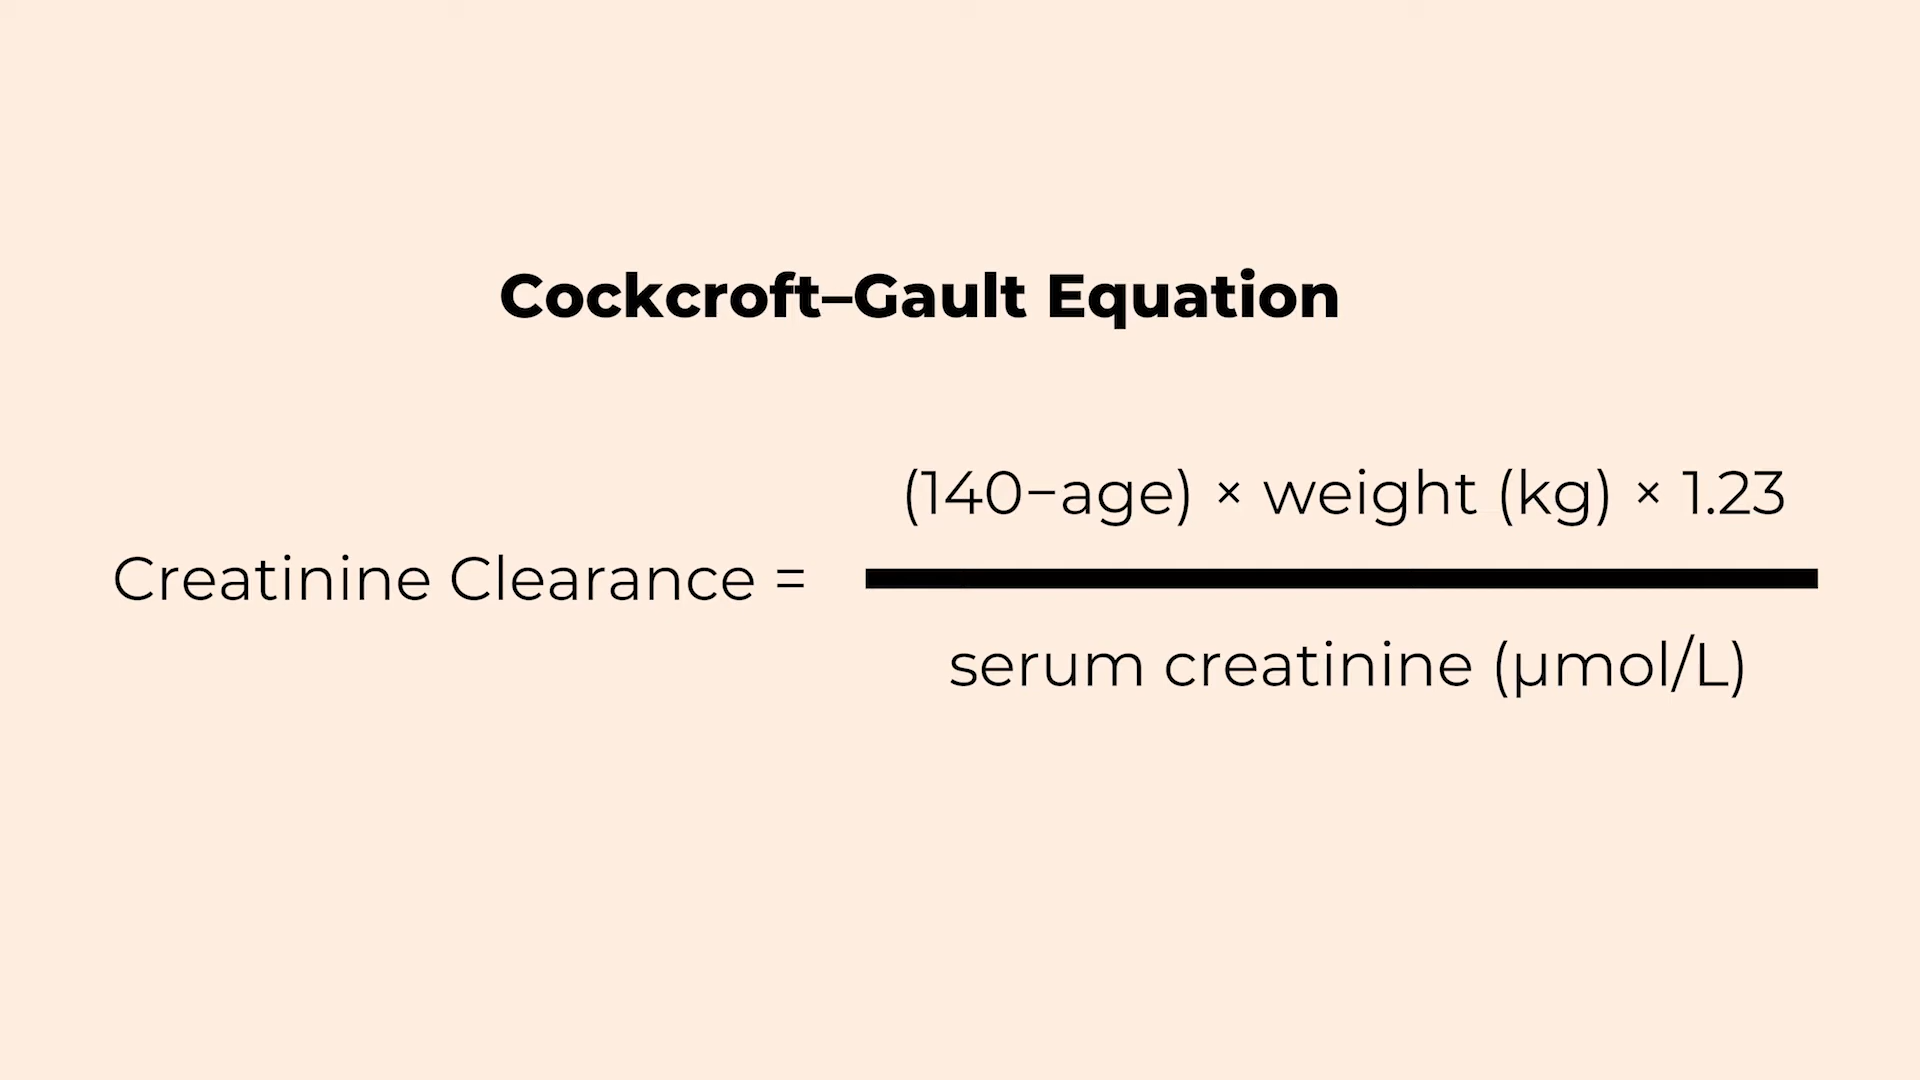 Cockcroft–Gault Equation
(140−age) × weight (kg) × 1.23
Creatinine Clearance =
serum creatinine (µmol/L)